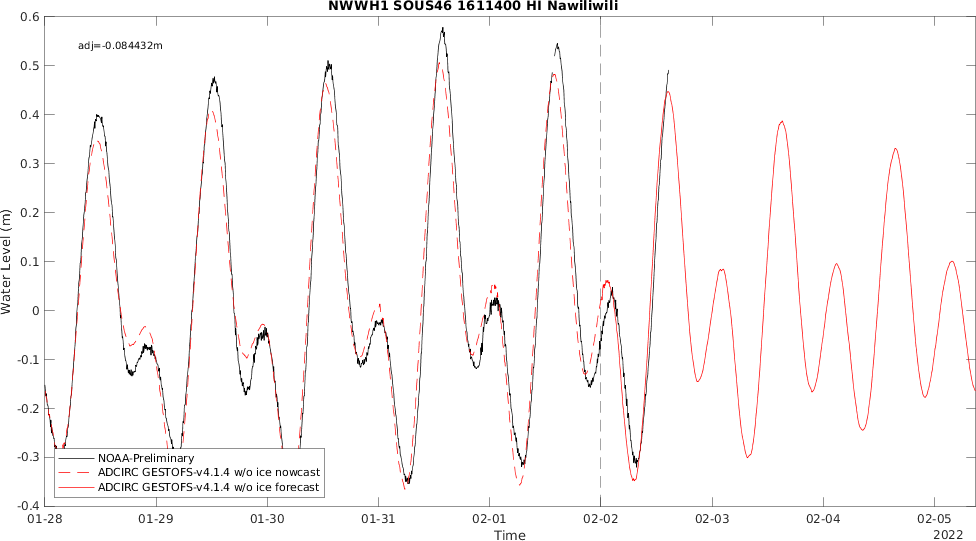 NWWH1 SOUS46 1611400 HI Nawiliwili
adj=-0.084432m
0.6
0.5
0.4
0.3
0.2
0.1
0
-0.1
-0.2
-0.3
-0.4
Water Level (m)
NOAA-Preliminary
ADCIRC GESTOFS-v4.1.4 w/o ice nowcast
ADCIRC GESTOFS-v4.1.4 w/o ice forecast
01-28 01-29 01-30 01-31 02-01 02-02 02-03 02-04 02-05
Time
2022